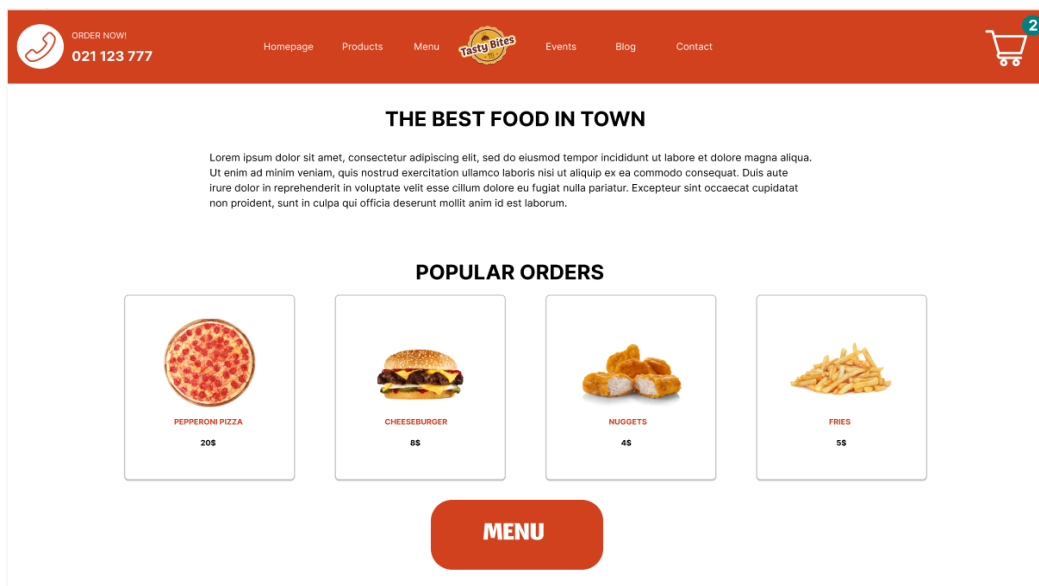 ORDER NOW!
021 123 777
Homepage
Products
Menu
Tasty Bites
Events
Blog
Contact
2
THE BEST FOOD IN TOWN
Lorem ipsum dolor sit amet, consectetur adipiscing elit, sed do eiusmod tempor incididunt ut labore et dolore magna aliqua.
Ut enim ad minim veniam, quis nostrud exercitation ullamco laboris nisi ut aliquip ex ea commodo consequat. Duis aute
irure dolor in reprehenderit in voluptate velit esse cillum dolore eu fugiat nulla pariatur. Excepteur sint occaecat cupidatat
non proident, sunt in culpa qui officia deserunt mollit anim id est laborum.
POPULAR ORDERS
PEPPERONI PIZZA
20$
CHEESEBURGER
8$
NUGGETS
4$
FRIES
5$
MENU